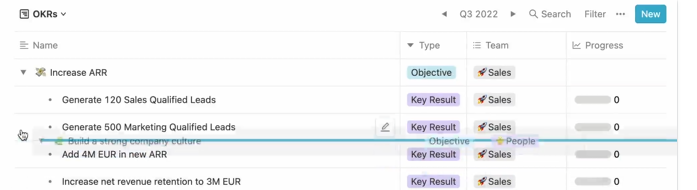 OKRs
Q3 2022 Search Filter New
Name Type Team Progress
Increase ARR Objective Sales
Generate 120 Sales Qualified Leads Key Result Sales 0
Generate 500 Marketing Qualified Leads Key Result Sales 0
Build a strong company culture Objective People
Add 4M EUR in new ARR Key Result Sales 0
Increase net revenue retention to 3M EUR Key Result Sales 0